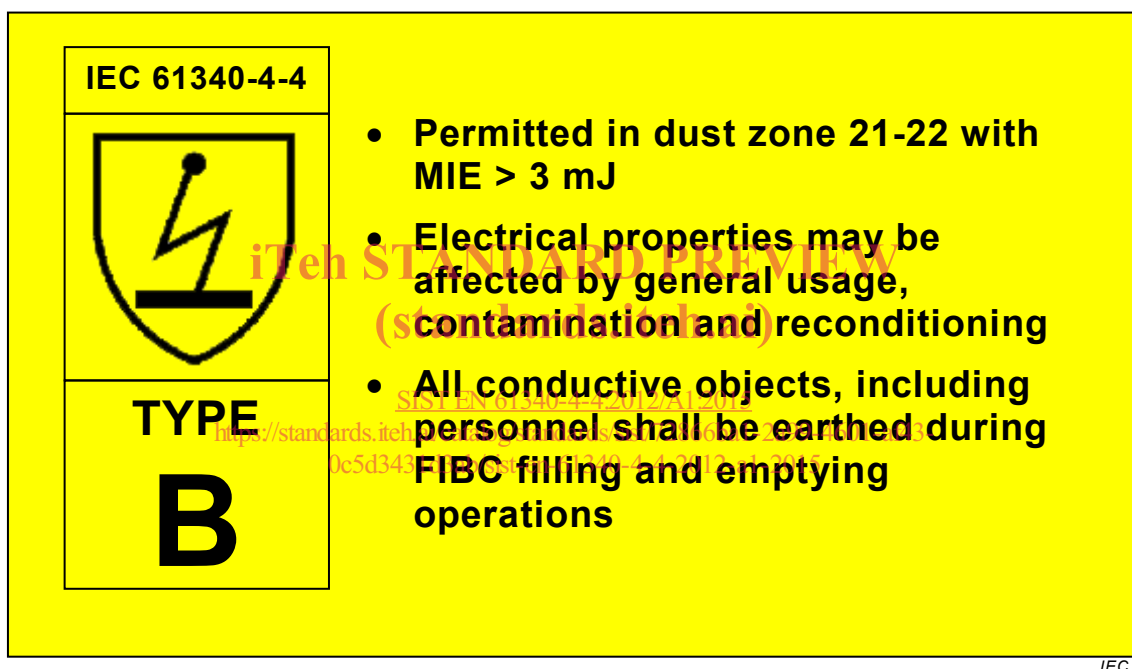 IEC 61340-4-4
• Permitted in dust zone 21-22 with
MIE > 3 mJ
• Electrical properties may be
affected by general usage,
contamination and reconditioning
• All conductive objects, including
personnel shall be earthed during
FIBC filling and emptying
operations
TYPE
B
iTeh STANDARD PREVIEW
(standards.iteh.ai)
SIST EN 61340-4-4:2012/A1:2015
IEC